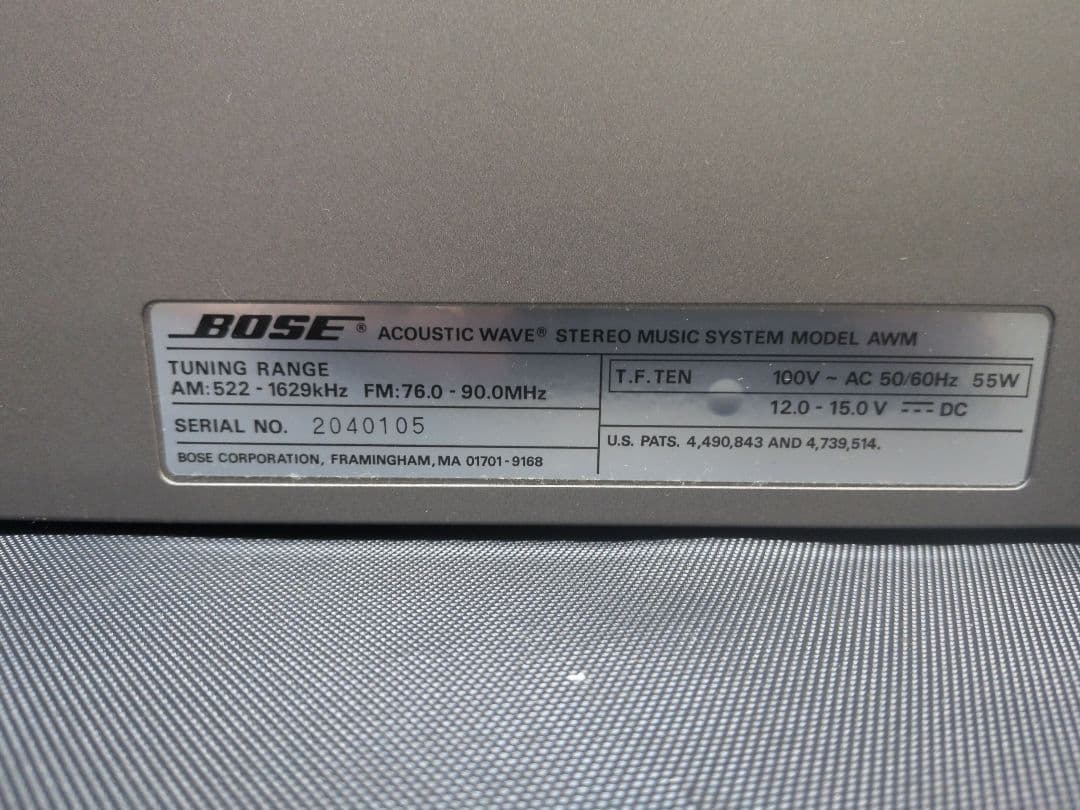 BOSE® ACOUSTIC WAVE® STEREO MUSIC SYSTEM MODEL AWM
TUNING RANGE
AM:522 - 1629kHz FM:76.0 - 90.0MHz
SERIAL NO. 2040105
BOSE CORPORATION, FRAMINGHAM, MA 01701-9168
T.F.TEN 100V ~ AC 50/60Hz 55W
12.0 - 15.0 V ⎓ DC
U.S. PATS. 4,490,843 AND 4,739,514.